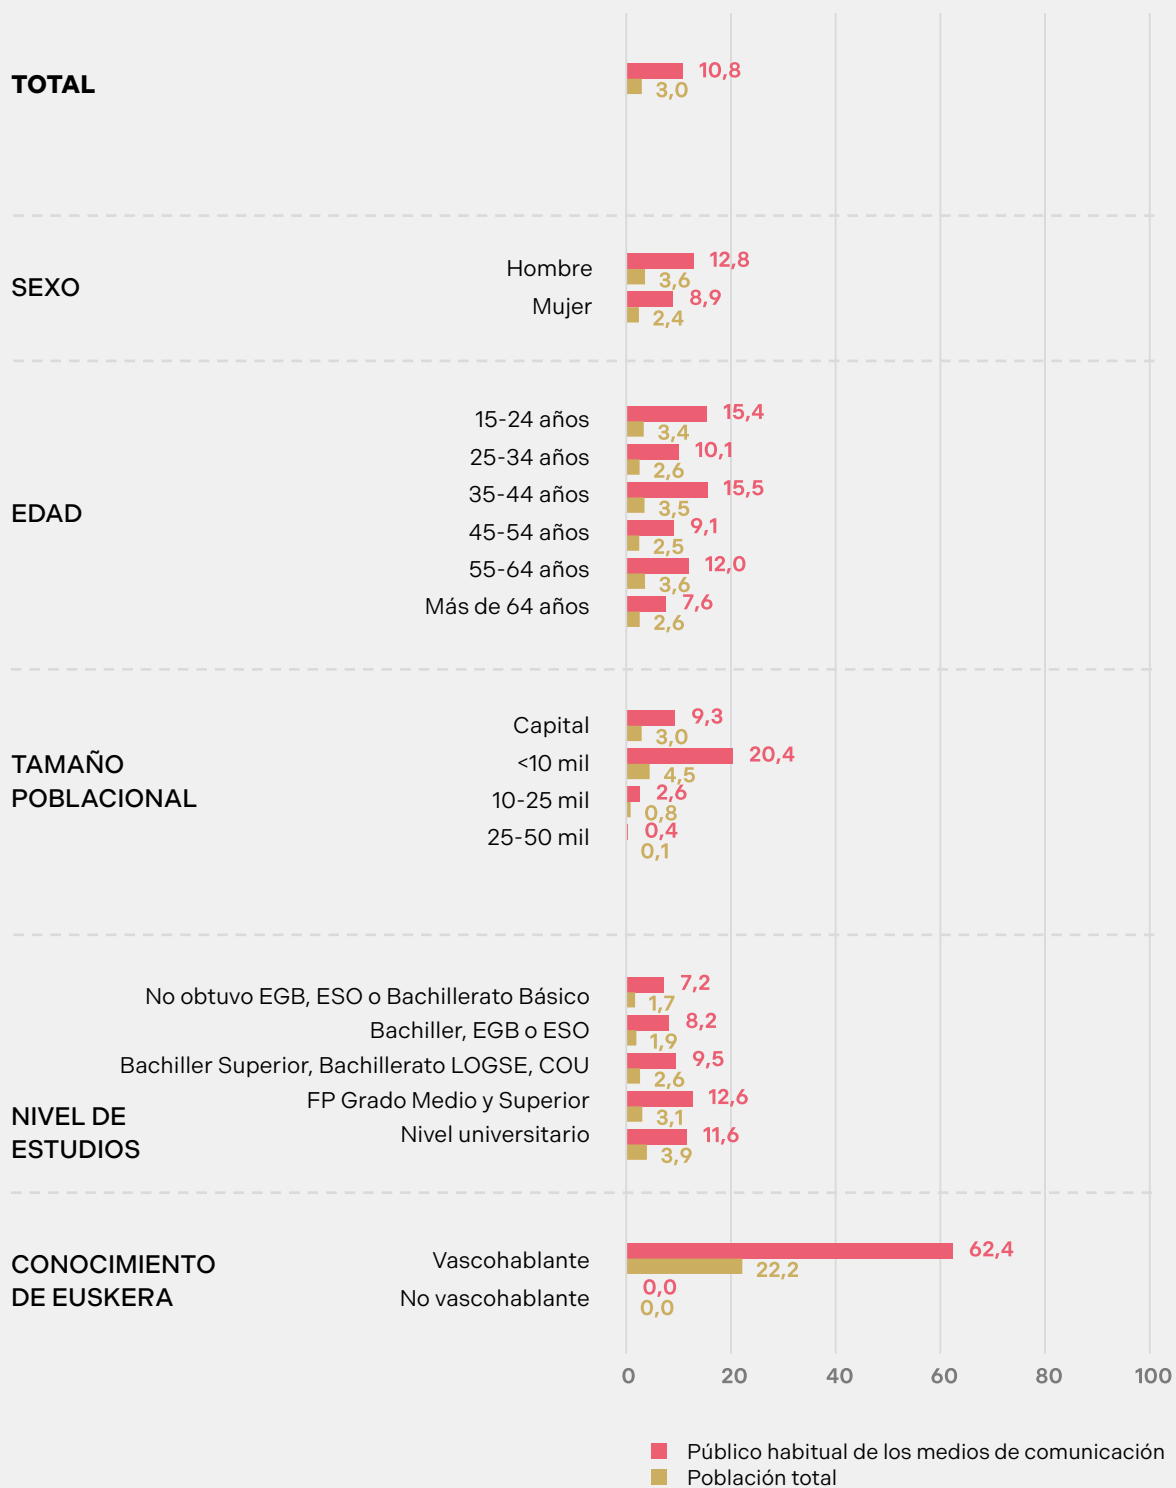 TOTAL
10,8
3,0
SEXO
Hombre
12,8
3,6
Mujer
8,9
2,4
EDAD
15-24 años
15,4
3,4
25-34 años
10,1
2,6
35-44 años
15,5
3,5
45-54 años
9,1
2,5
55-64 años
12,0
3,6
Más de 64 años
7,6
2,6
TAMAÑO
POBLACIONAL
Capital
9,3
3,0
<10 mil
20,4
4,5
10-25 mil
2,6
0,8
25-50 mil
0,4
0,1
NIVEL DE
ESTUDIOS
No obtuvo EGB, ESO o Bachillerato Básico
7,2
1,7
Bachiller, EGB o ESO
8,2
1,9
Bachiller Superior, Bachillerato LOGSE, COU
9,5
2,6
FP Grado Medio y Superior
12,6
3,1
Nivel universitario
11,6
3,9
CONOCIMIENTO
DE EUSKERA
Vascohablante
62,4
22,2
No vascohablante
0,0
0,0
0 20 40 60 80 100
Público habitual de los medios de comunicación
Población total